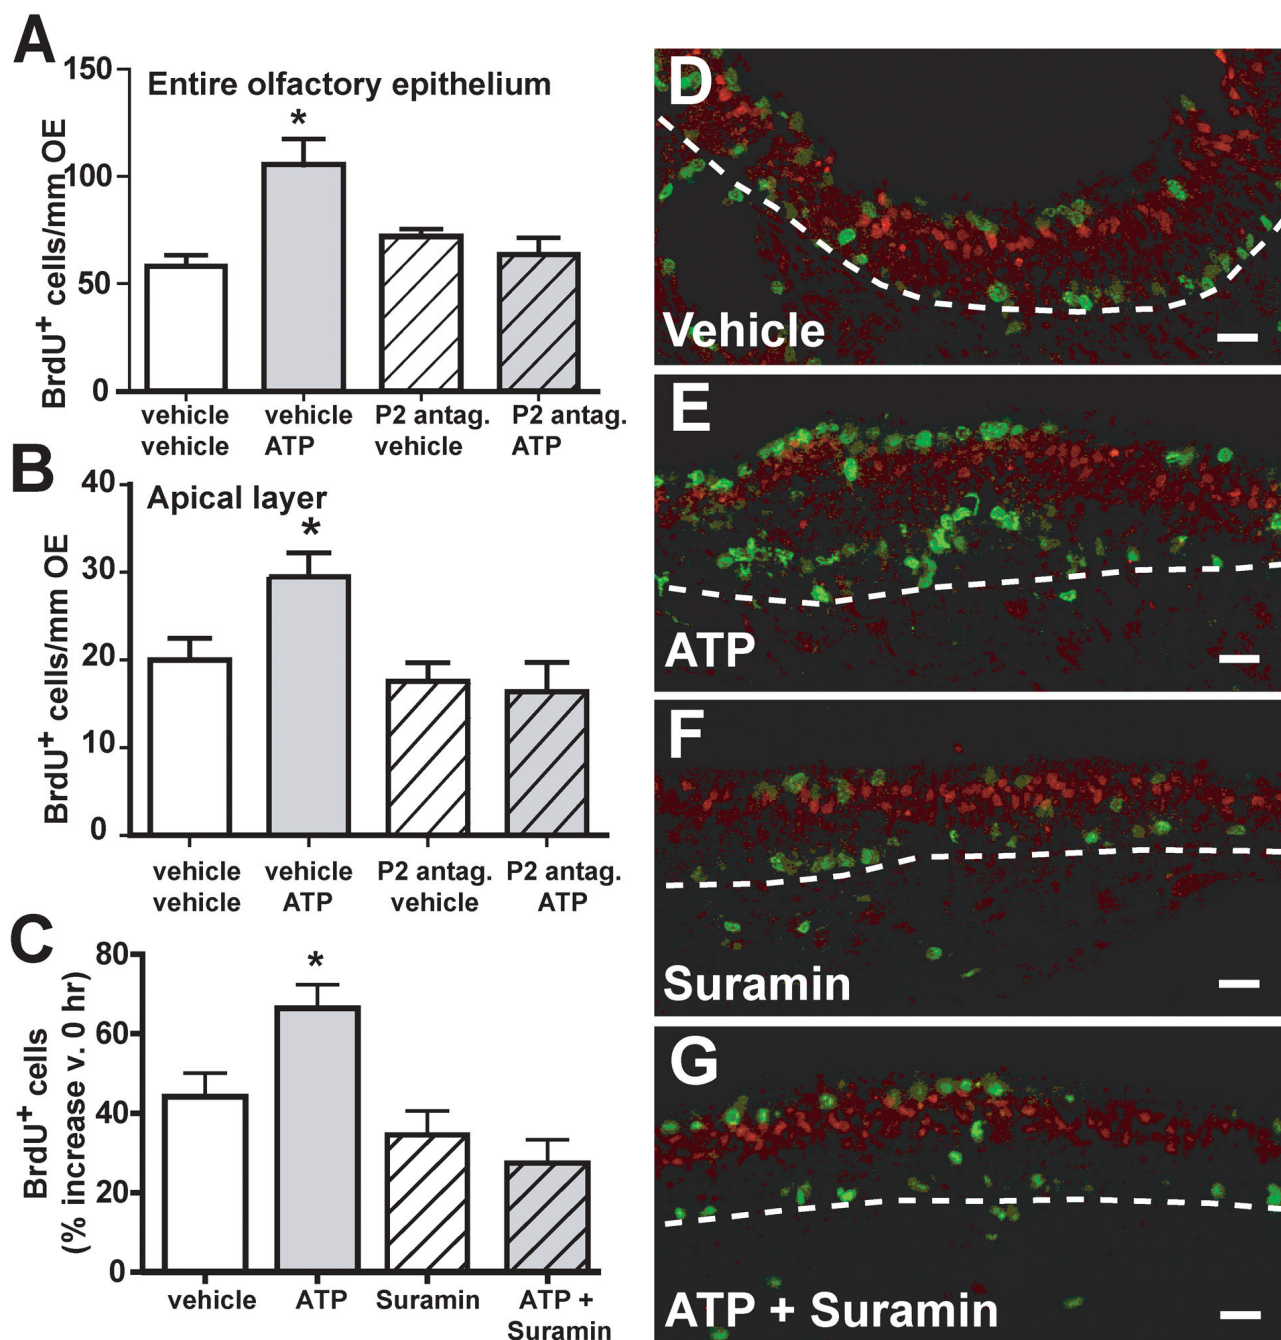 A
Entire olfactory epithelium
BrdU⁺ cells/mm OE
150
100
50
0
*
vehicle vehicle P2 antag. P2 antag.
vehicle ATP vehicle ATP
B
Apical layer
BrdU⁺ cells/mm OE
40
30
20
10
0
*
vehicle vehicle P2 antag. P2 antag.
vehicle ATP vehicle ATP
C
BrdU⁺ cells
(% increase v. 0 hr)
80
60
40
20
0
*
vehicle ATP Suramin ATP +
Suramin
D
Vehicle
E
ATP
F
Suramin
G
ATP + Suramin